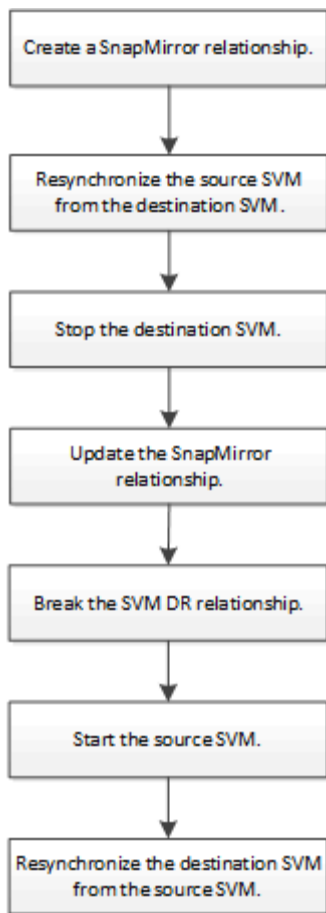 Create a SnapMirror relationship.
Resynchronize the source SVM
from the destination SVM.
Stop the destination SVM.
Update the SnapMirror
relationship.
Break the SVM DR relationship.
Start the source SVM.
Resynchronize the destination SVM
from the source SVM.